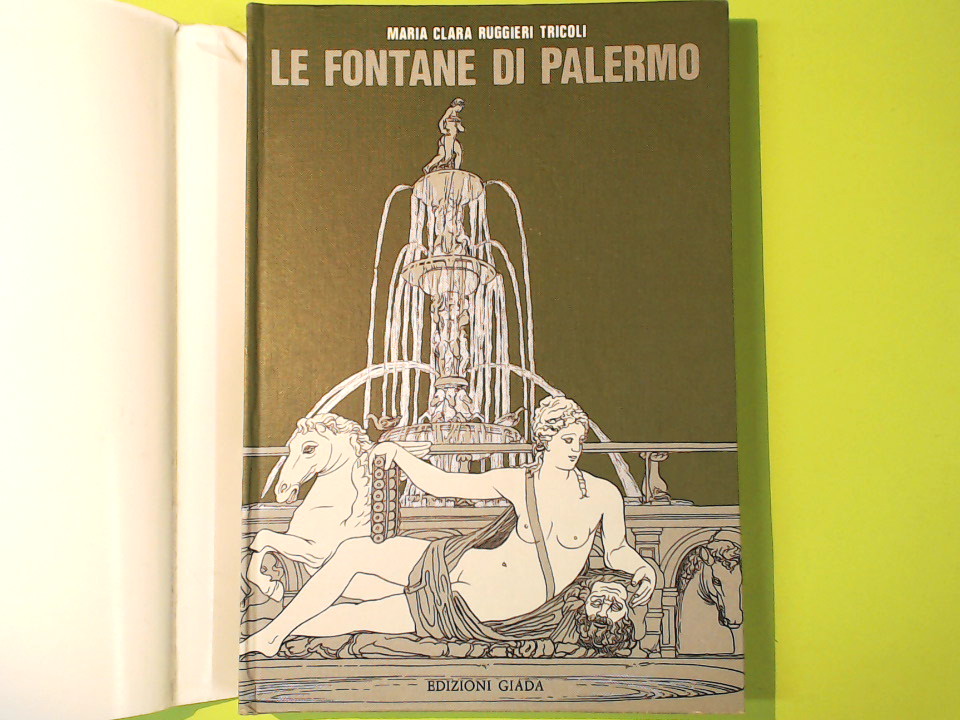 MARIA CLARA RUGGIERI TRICOLI
LE FONTANE DI PALERMO
EDIZIONI GIADA